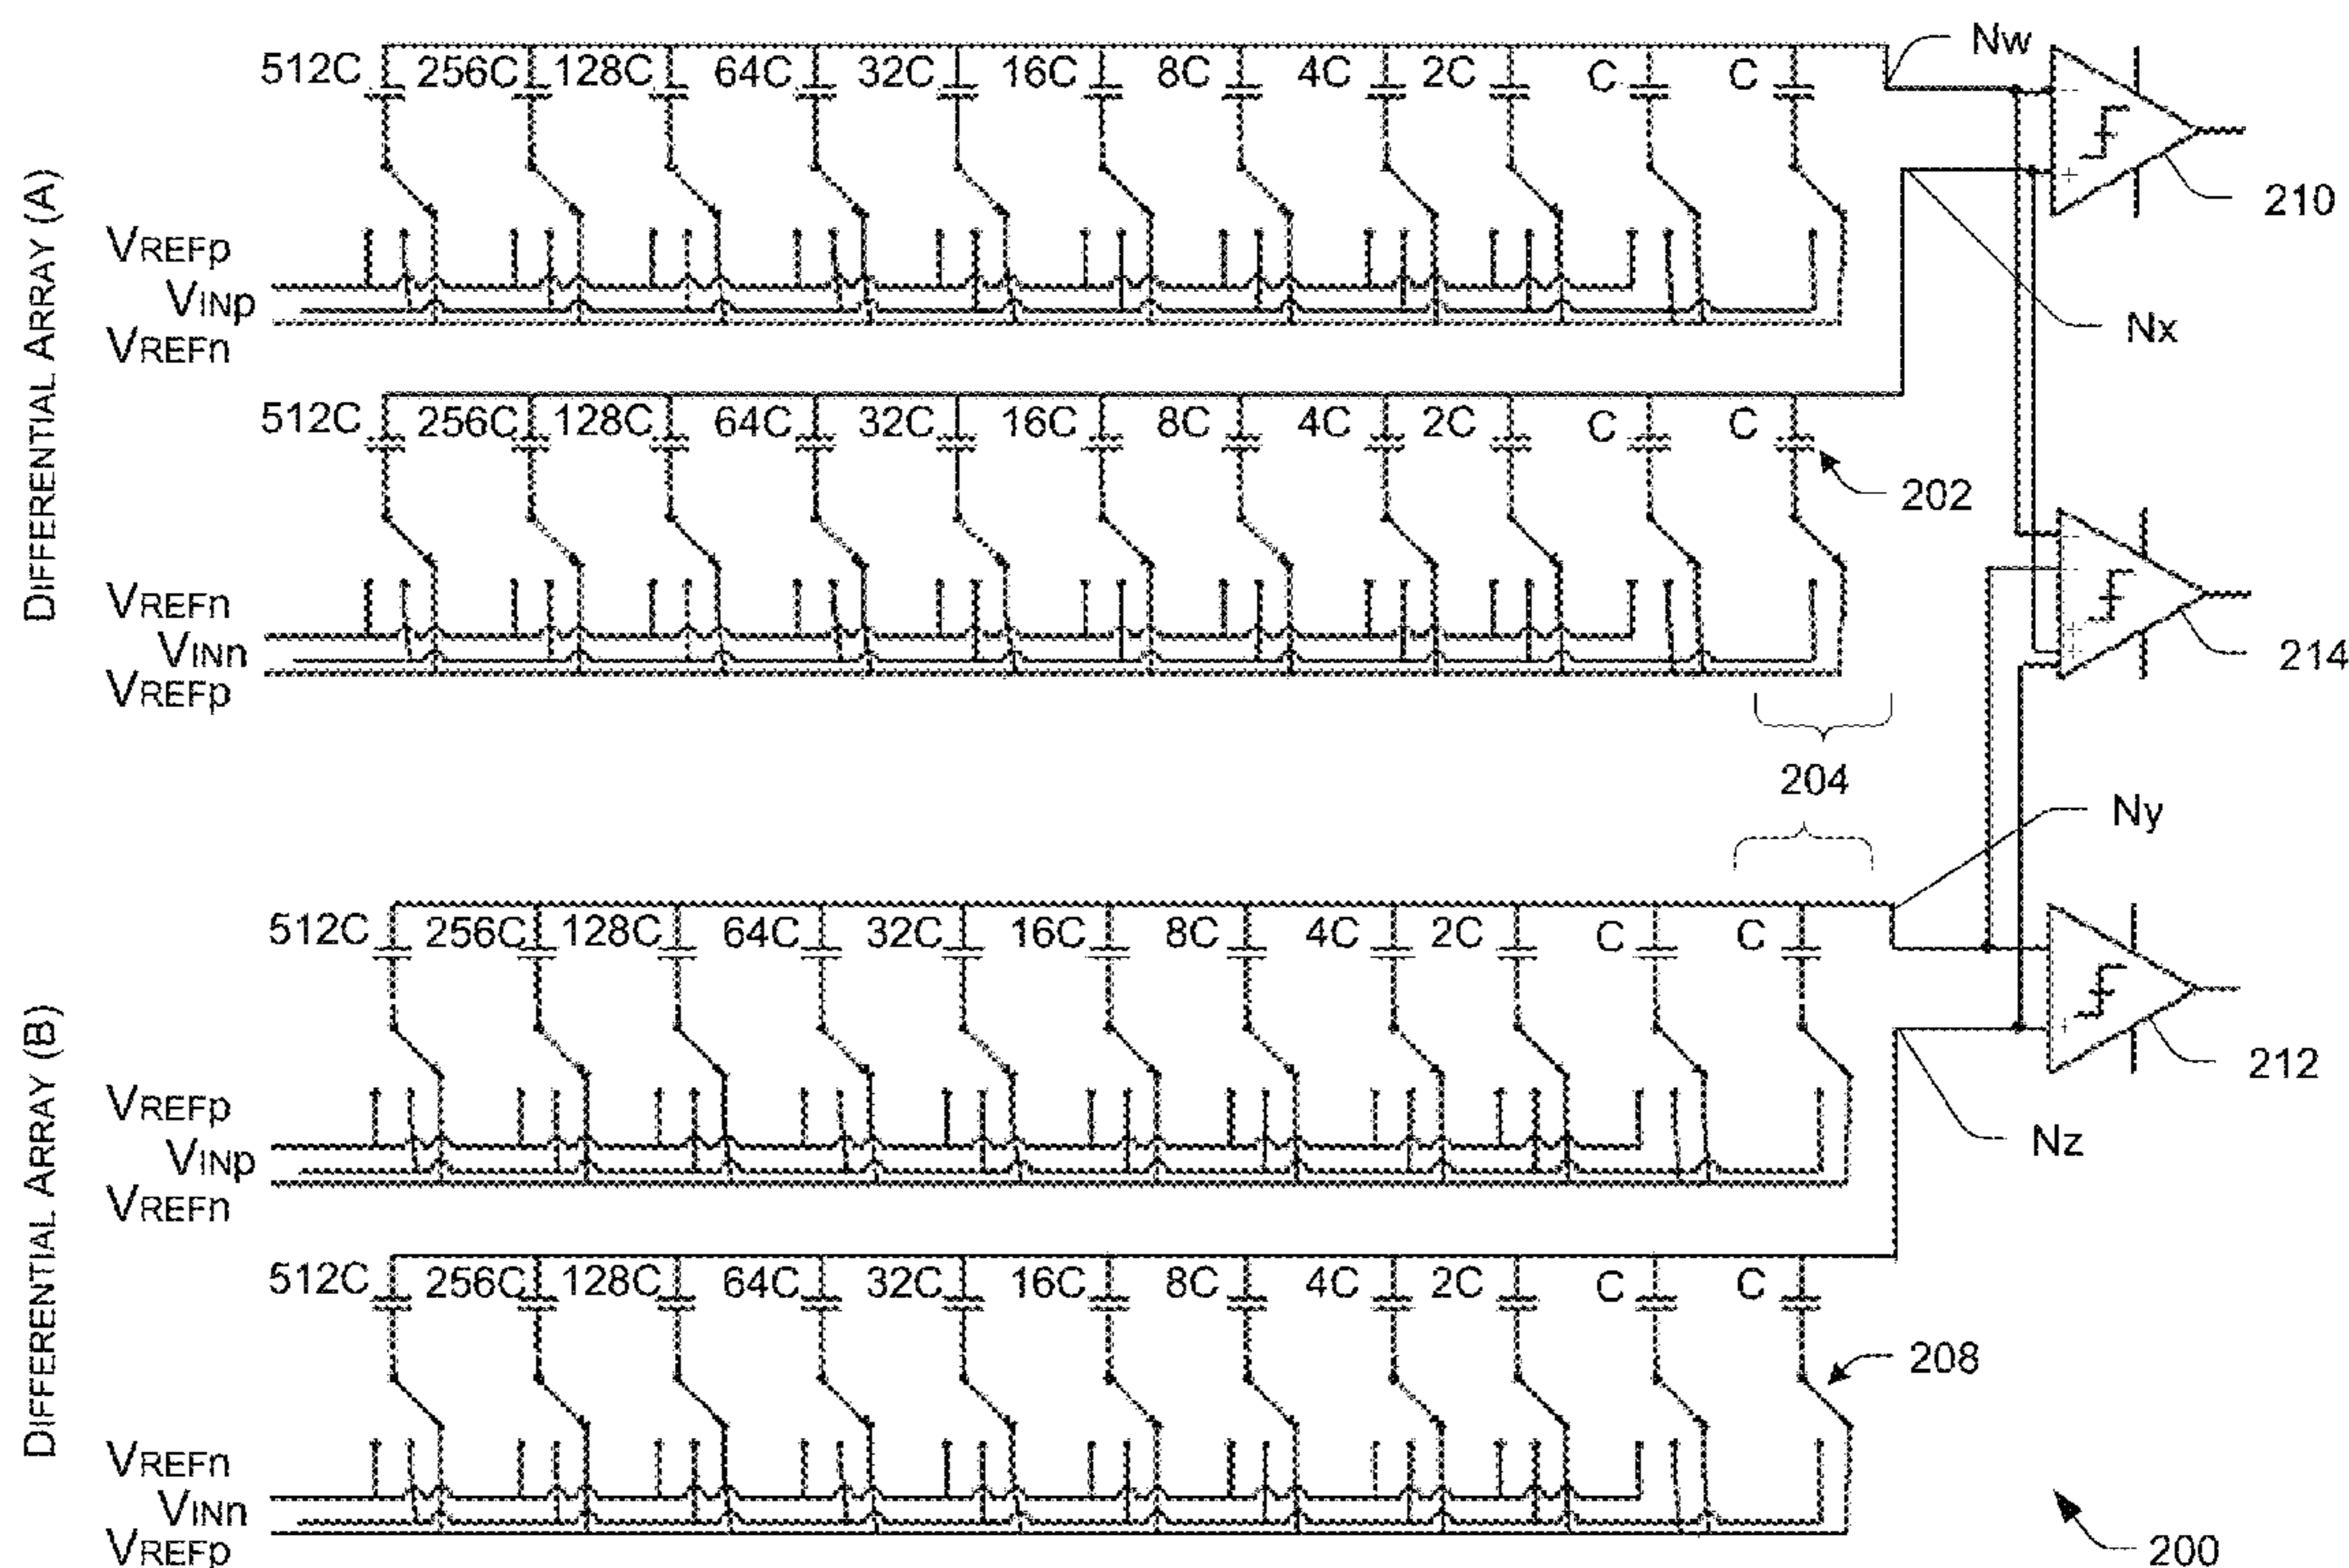 DIFFERENTIAL ARRAY (A)
512C 256C 128C 64C 32C 16C 8C 4C 2C C C
Nw
210
VREFp
VINp
VREFn
Nx
512C 256C 128C 64C 32C 16C 8C 4C 2C C C
202
VREFn
VINn
VREFp
214
204
DIFFERENTIAL ARRAY (B)
Ny
512C 256C 128C 64C 32C 16C 8C 4C 2C C C
212
VREFp
VINp
VREFn
Nz
512C 256C 128C 64C 32C 16C 8C 4C 2C C C
208
VREFn
VINn
VREFp
200